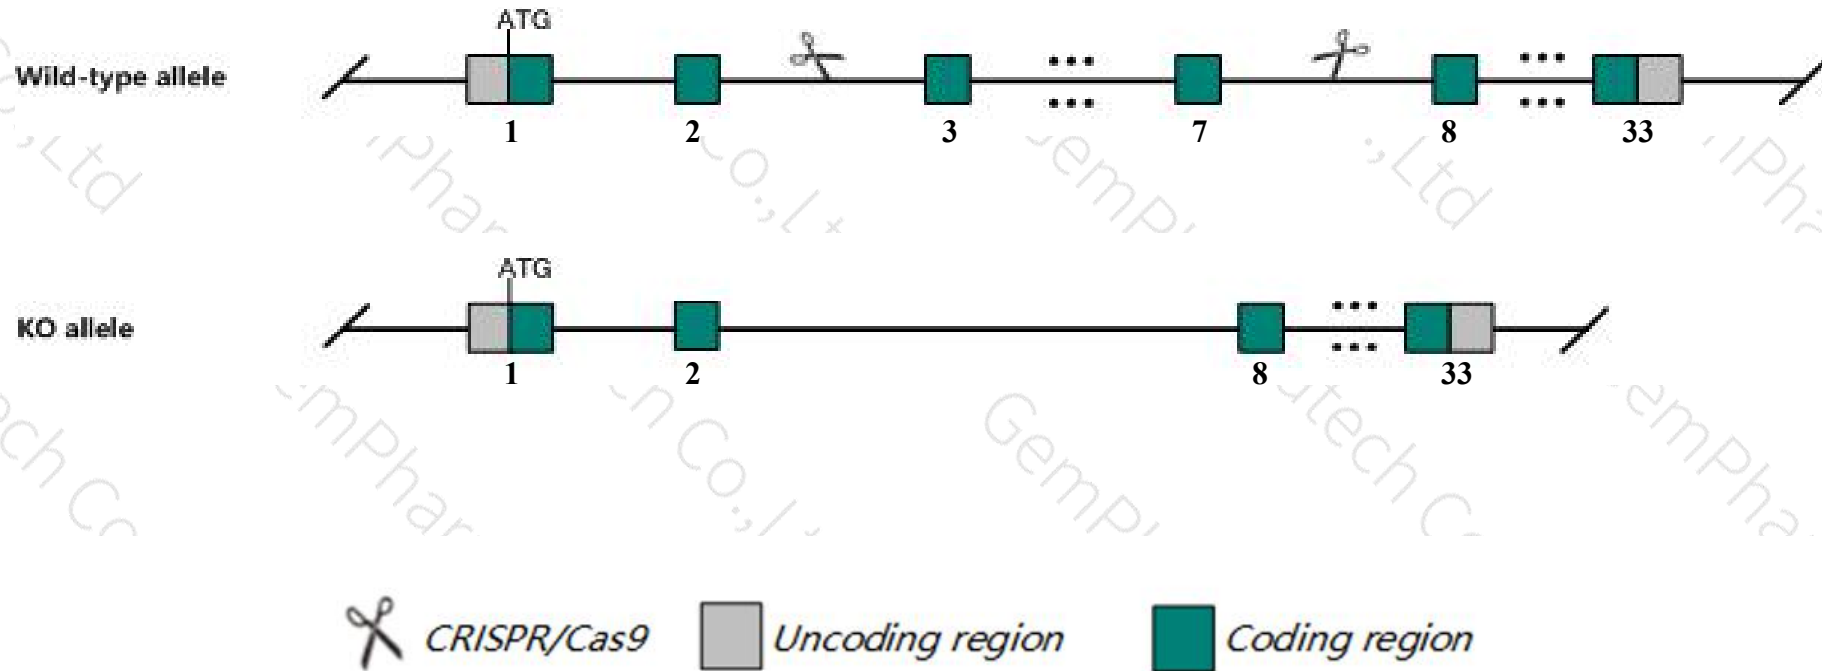 ATG
Wild-type allele
1 2 3 7 8 33
ATG
KO allele
1 2 8 33
CRISPR/Cas9 Uncoding region Coding region